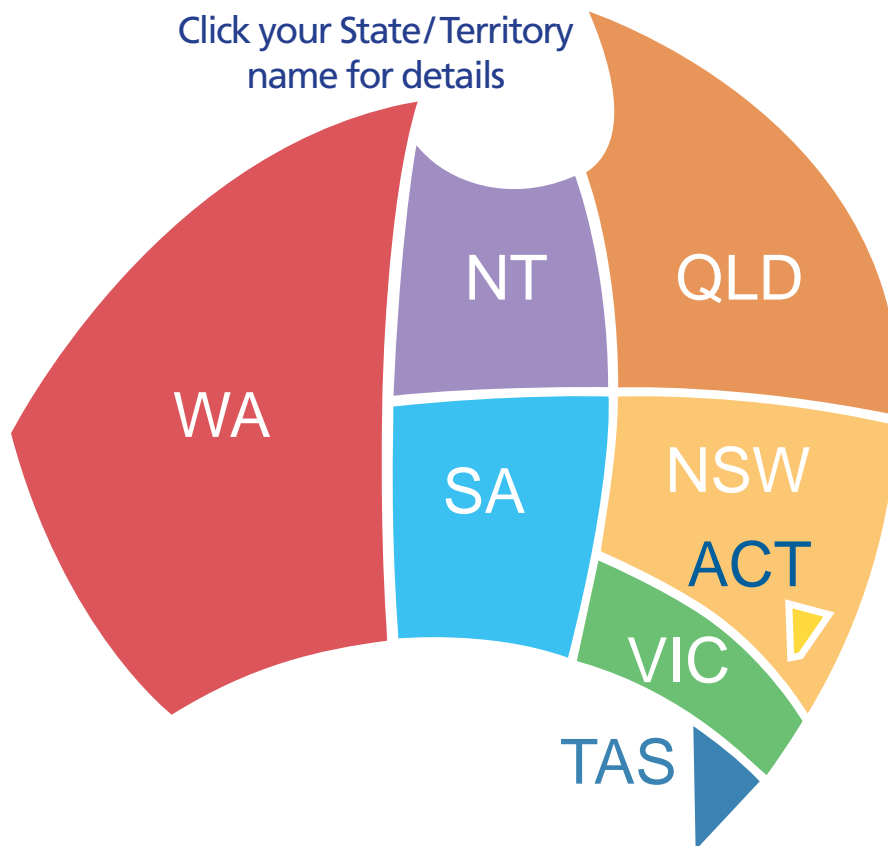 Click your State/Territory
name for details
NT
QLD
WA
SA
NSW
ACT
VIC
TAS